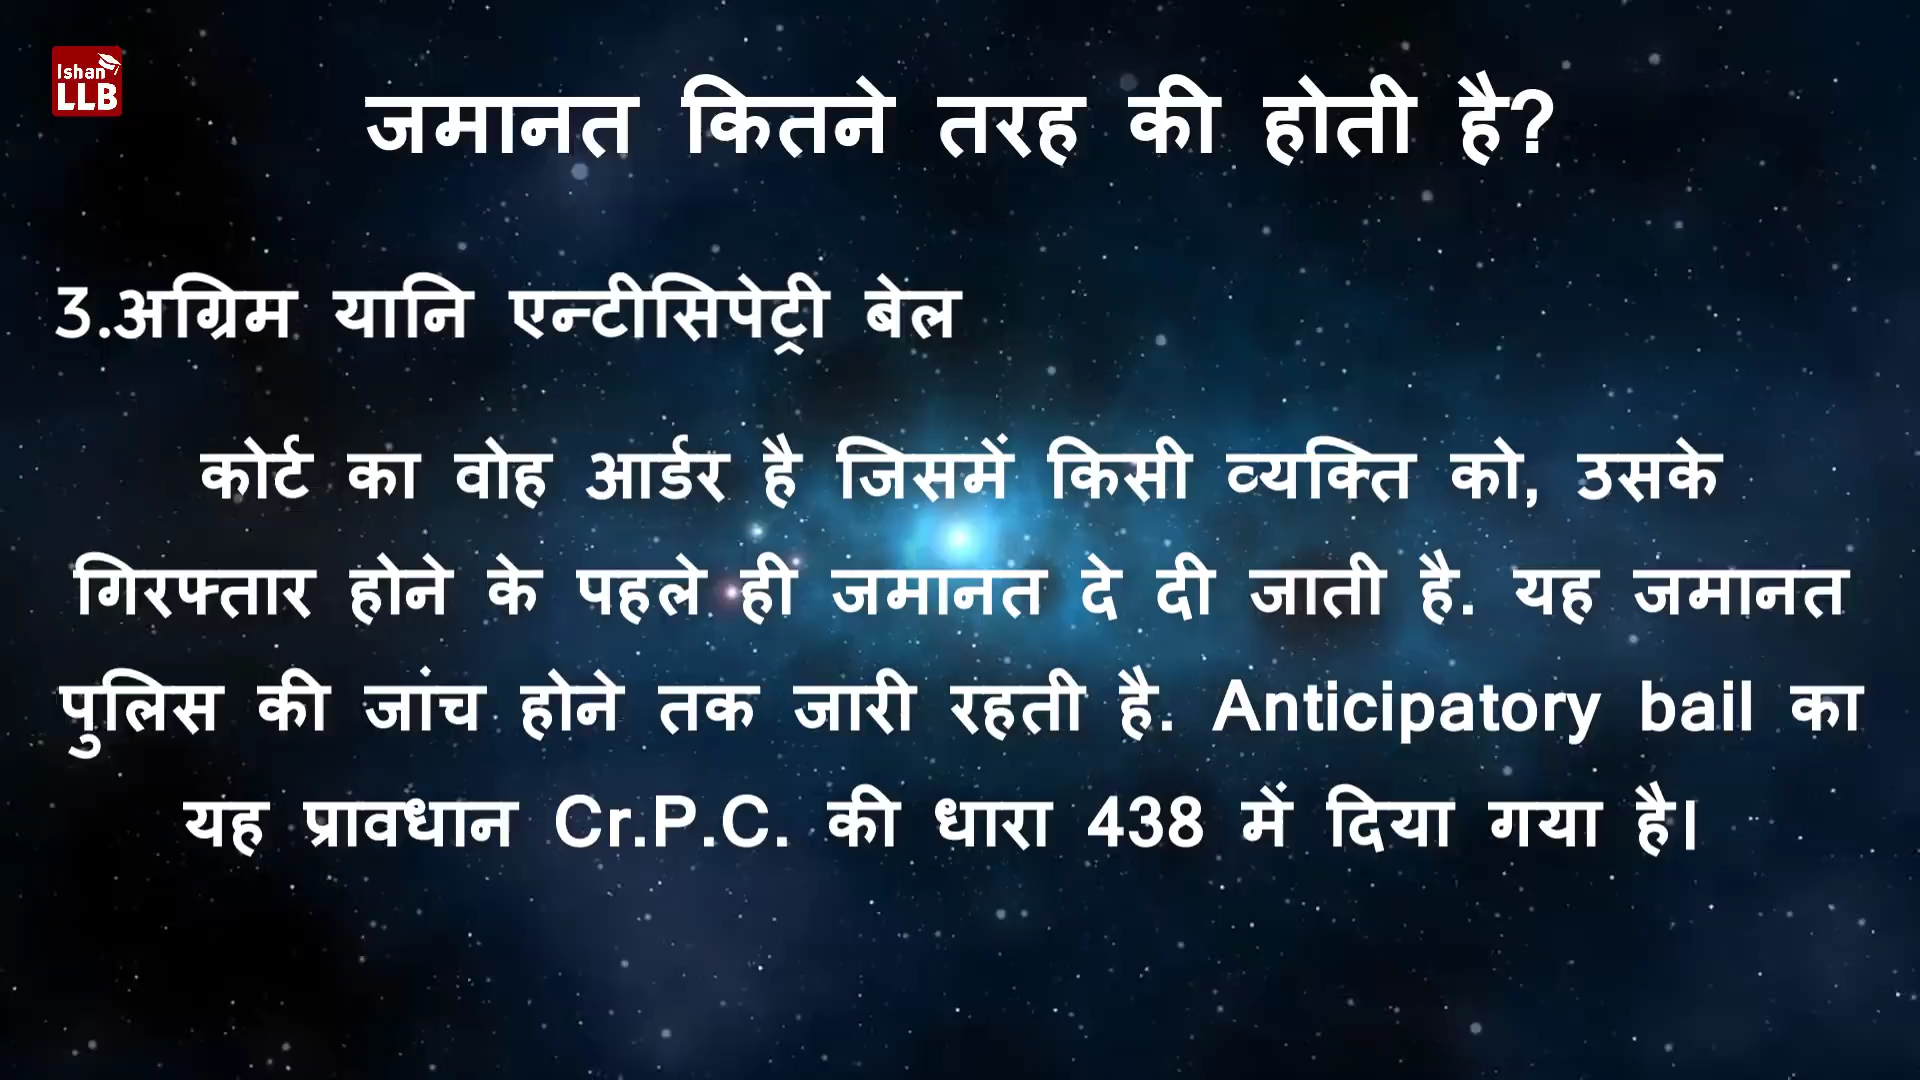 Ishan
LLB
जमानत कितने तरह की होती है?
3.अग्रिम यानि एन्टीसिपेट्री बेल
कोर्ट का वोह आर्डर है जिसमें किसी व्यक्ति को, उसके
गिरफ्तार होने के पहले ही जमानत दे दी जाती है. यह जमानत
पुलिस की जांच होने तक जारी रहती है. Anticipatory bail का
यह प्रावधान Cr.P.C. की धारा 438 में दिया गया है।